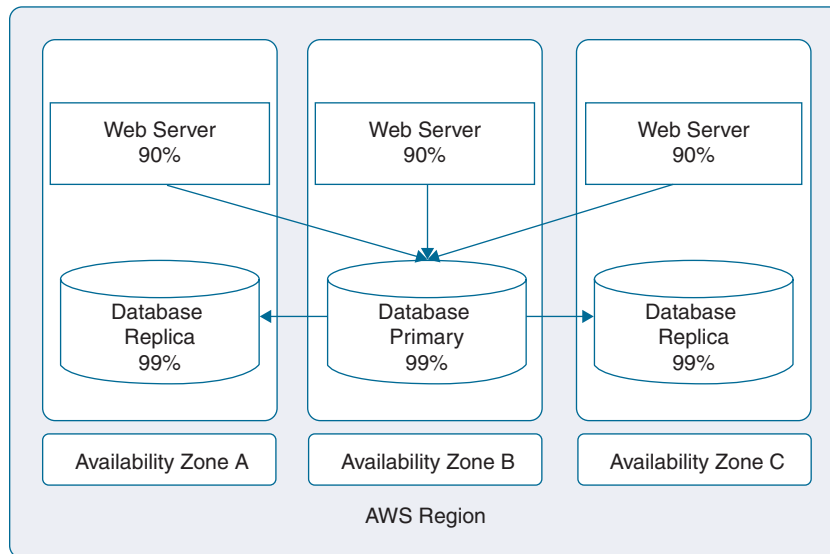 Web Server
90%
Web Server
90%
Web Server
90%
Database
Replica
99%
Database
Primary
99%
Database
Replica
99%
Availability Zone A
Availability Zone B
Availability Zone C
AWS Region